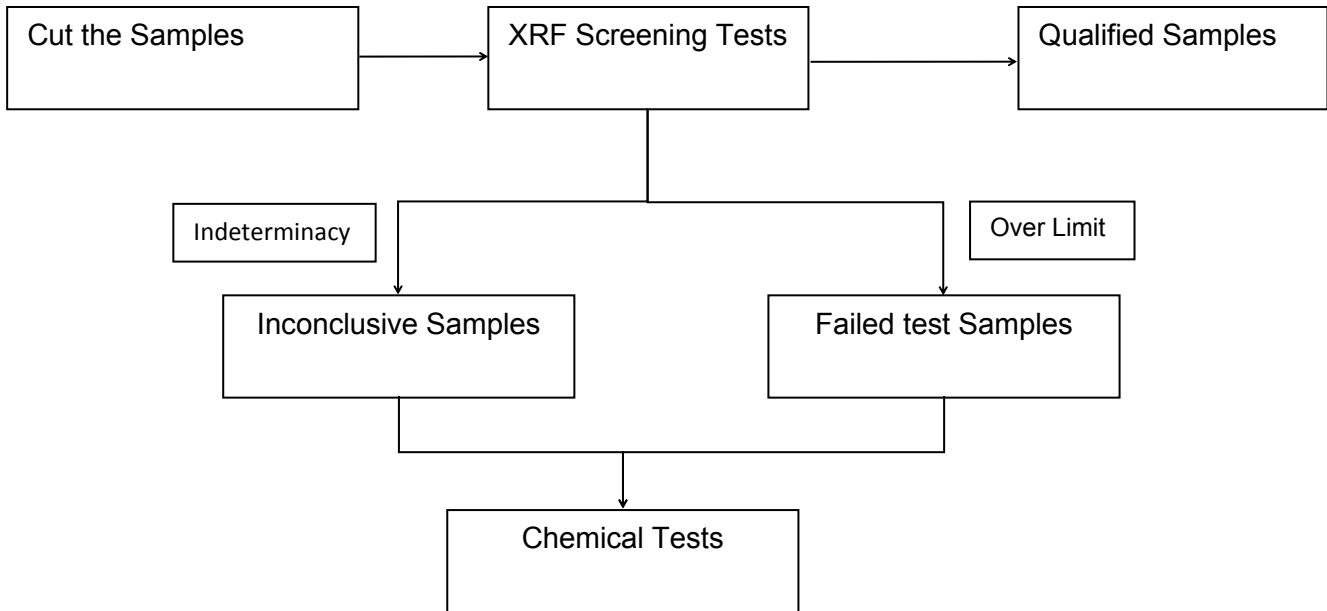 Cut the Samples
XRF Screening Tests
Qualified Samples
Indeterminacy
Over Limit
Inconclusive Samples
Failed test Samples
Chemical Tests